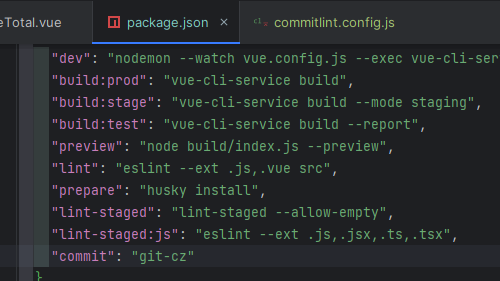 eTotal.vue
package.json
commitlint.config.js
"dev": "nodemon --watch vue.config.js --exec vue-cli-ser
"build:prod": "vue-cli-service build",
"build:stage": "vue-cli-service build --mode staging",
"build:test": "vue-cli-service build --report",
"preview": "node build/index.js --preview",
"lint": "eslint --ext .js,.vue src",
"prepare": "husky install",
"lint-staged": "lint-staged --allow-empty",
"lint-staged:js": "eslint --ext .js,.jsx,.ts,.tsx",
"commit": "git-cz"
}